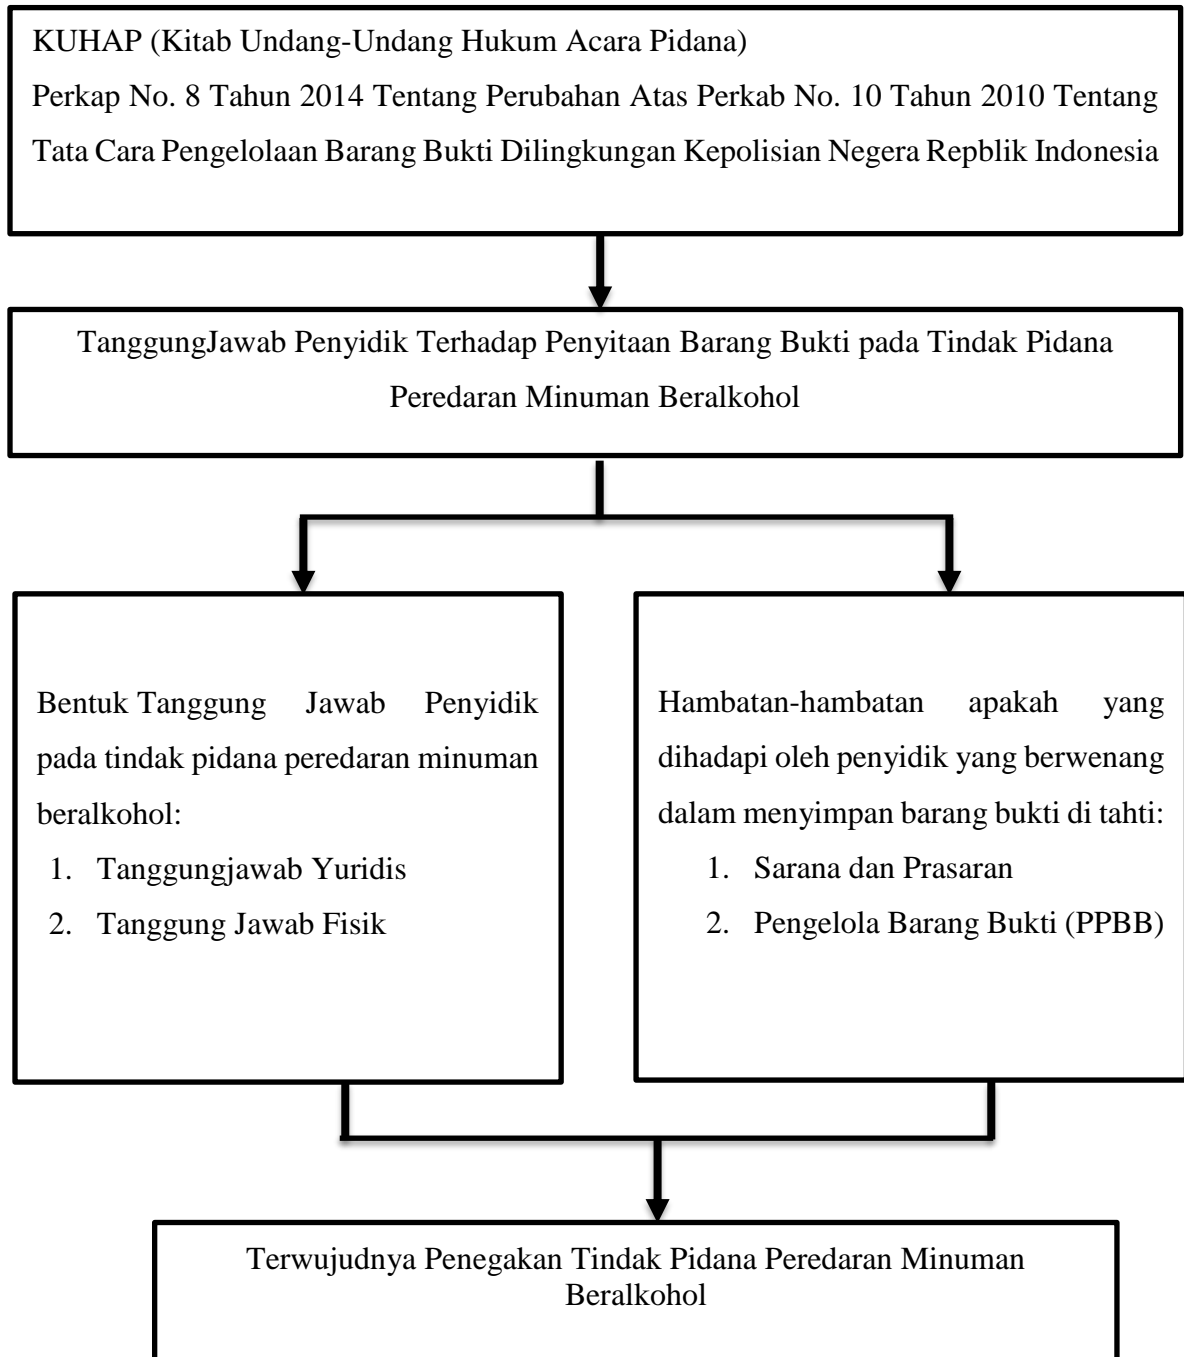 KUHAP (Kitab Undang-Undang Hukum Acara Pidana)
Perkap No. 8 Tahun 2014 Tentang Perubahan Atas Perkab No. 10 Tahun 2010 Tentang
Tata Cara Pengelolaan Barang Bukti Dilingkungan Kepolisian Negera Repblik Indonesia
TanggungJawab Penyidik Terhadap Penyitaan Barang Bukti pada Tindak Pidana
Peredaran Minuman Beralkohol
Bentuk Tanggung Jawab Penyidik
pada tindak pidana peredaran minuman
beralkohol:
1. Tanggungjawab Yuridis
2. Tanggung Jawab Fisik
Hambatan-hambatan apakah yang
dihadapi oleh penyidik yang berwenang
dalam menyimpan barang bukti di tahti:
1. Sarana dan Prasaran
2. Pengelola Barang Bukti (PPBB)
Terwujudnya Penegakan Tindak Pidana Peredaran Minuman
Beralkohol